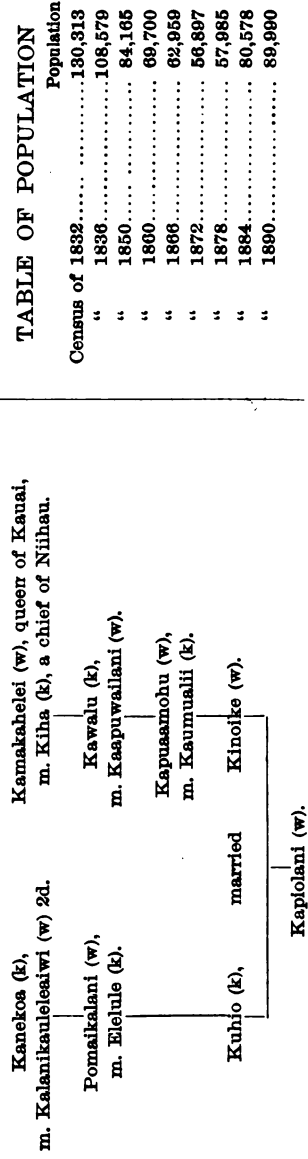 Kanekoa (k),
m. Kalanikauleleaiwi (w) 2d.
Pomaikalani (w),
m. Elelule (k).
Kuhio (k),
married
Kamakahelei (w), queen of Kauai,
m. Kiha (k), a chief of Niihau.
Kawalu (k),
m. Kaapuwailani (w).
Kapuaamohu (w),
m. Kaumualii (k).
Kinoike (w).
Kapiolani (w).
TABLE OF POPULATION
Population
Census of 1832..................130,313
“ 1836..................108,579
“ 1850.................. 84,165
“ 1860.................. 69,700
“ 1866.................. 62,959
“ 1872.................. 56,897
“ 1878.................. 57,985
“ 1884.................. 80,578
“ 1890.................. 89,990